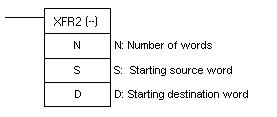 XFR2 (--)
N N: Number of words
S S: Starting source word
D D: Starting destination word